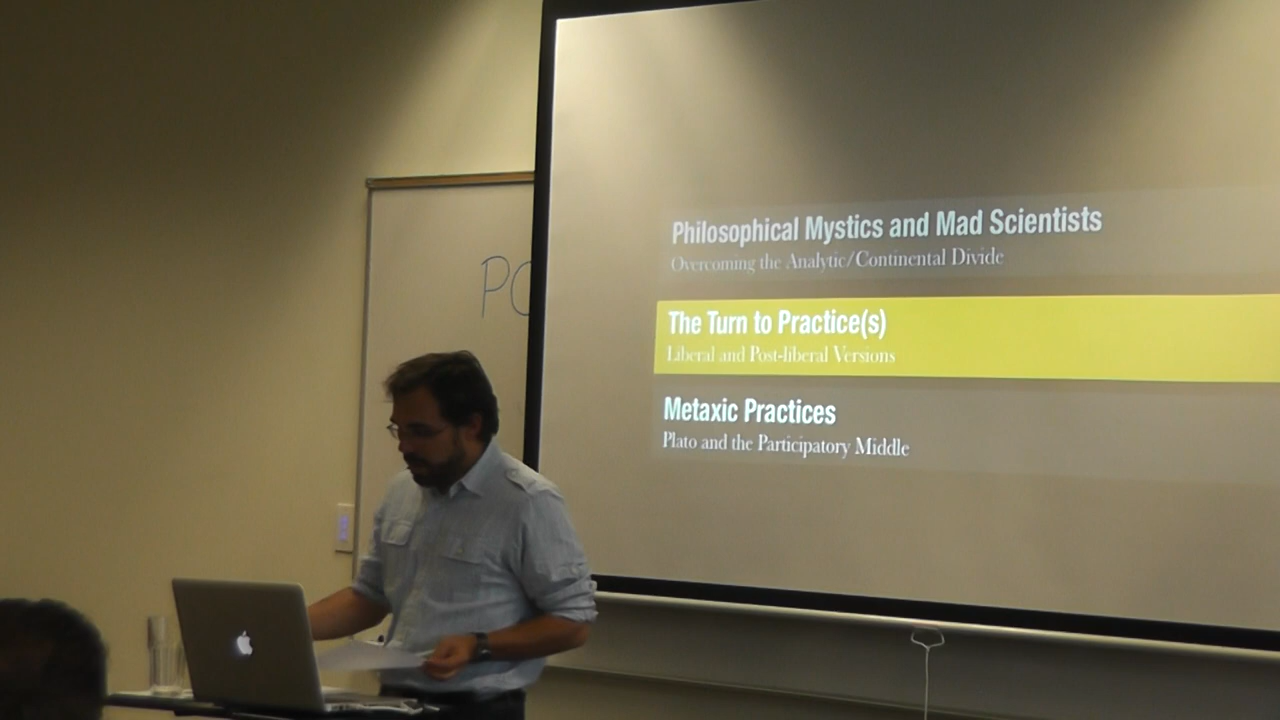 Philosophical Mystics and Mad Scientists
Overcoming the Analytic/Continental Divide
The Turn to Practice(s)
Liberal and Post-liberal Versions
Metaxic Practices
Plato and the Participatory Middle